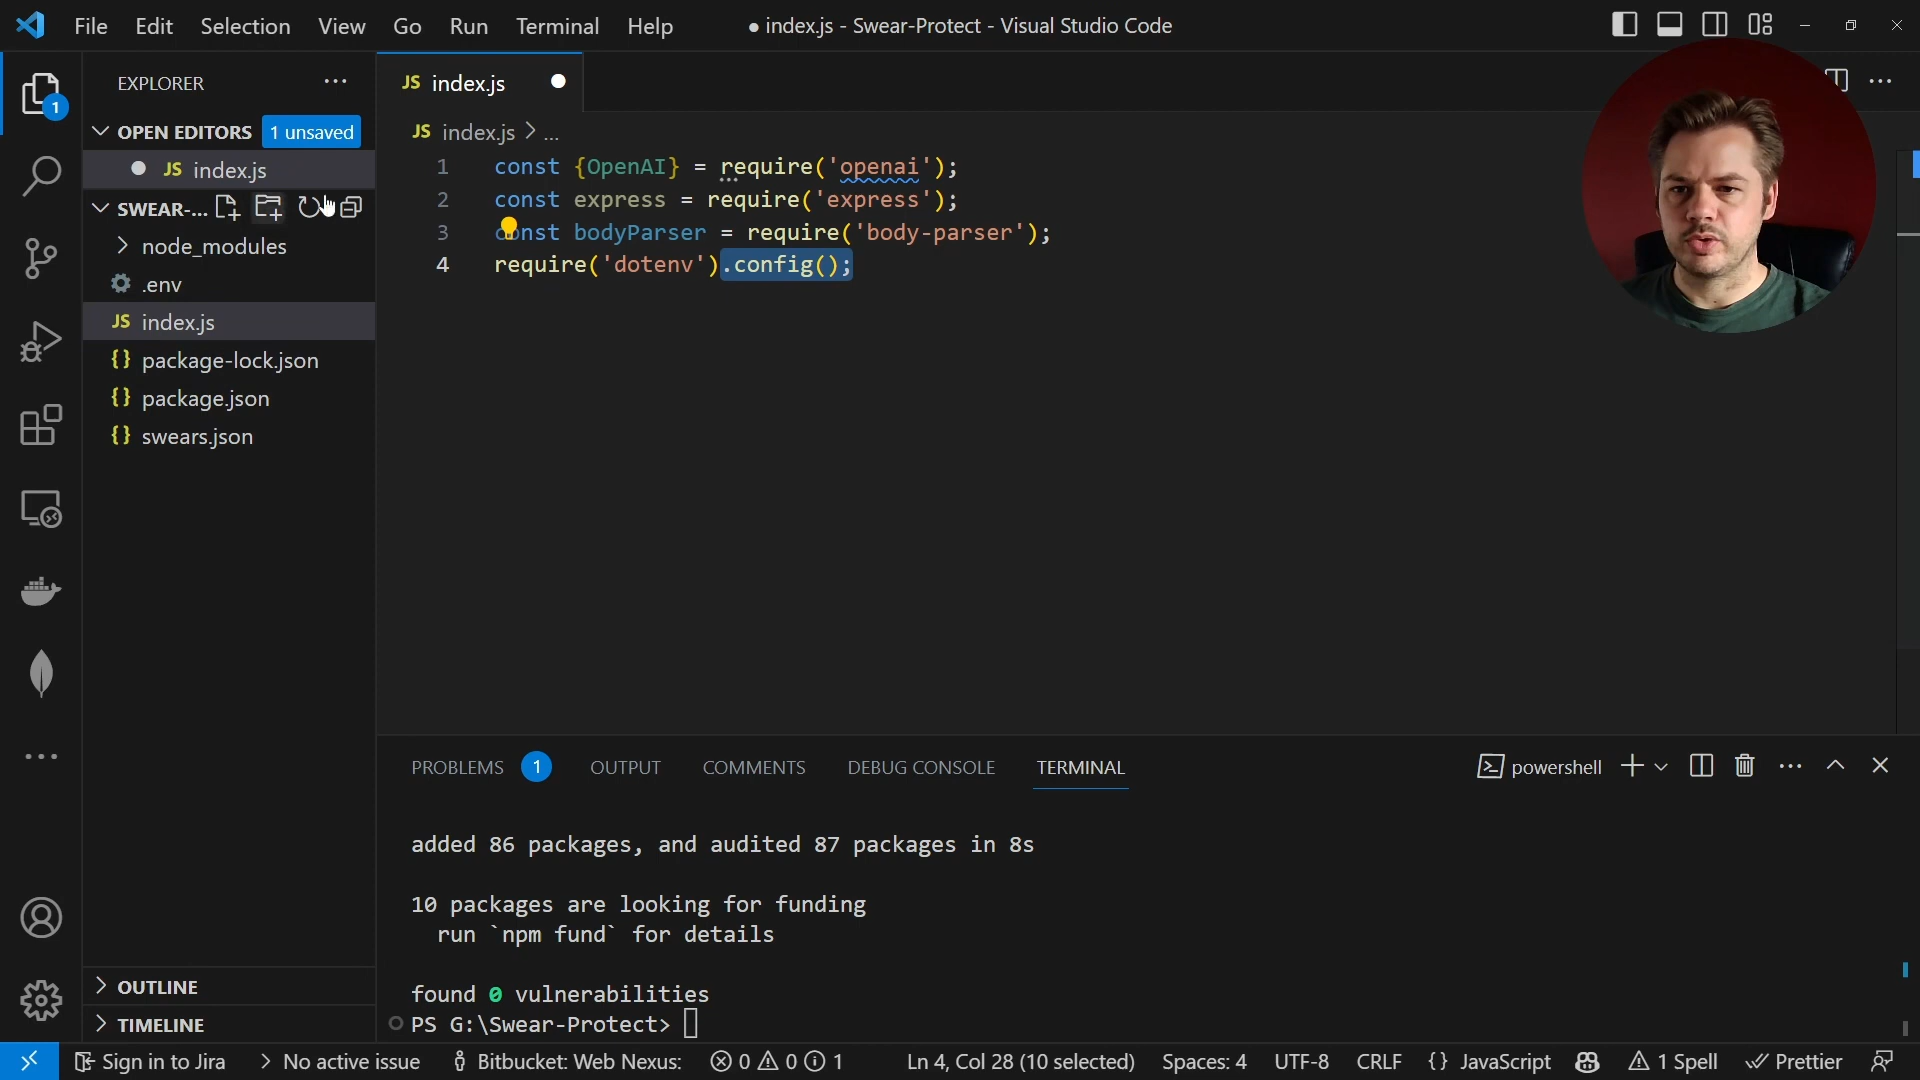 File Edit Selection View Go Run Terminal Help
● index.js - Swear-Protect - Visual Studio Code
EXPLORER
1
OPEN EDITORS 1 unsaved
JS index.js
SWEAR-...
node_modules
.env
JS index.js
{} package-lock.json
{} package.json
{} swears.json
OUTLINE
TIMELINE
JS index.js
JS index.js > ...
1 const {OpenAI} = require('openai');
2 const express = require('express');
3 const bodyParser = require('body-parser');
4 require('dotenv').config();
PROBLEMS 1 OUTPUT COMMENTS DEBUG CONSOLE TERMINAL
powershell
added 86 packages, and audited 87 packages in 8s
10 packages are looking for funding
run `npm fund` for details
found 0 vulnerabilities
PS G:\Swear-Protect>
Sign in to Jira No active issue Bitbucket: Web Nexus: 0 0 1 Ln 4, Col 28 (10 selected) Spaces: 4 UTF-8 CRLF {} JavaScript 1 Spell Prettier